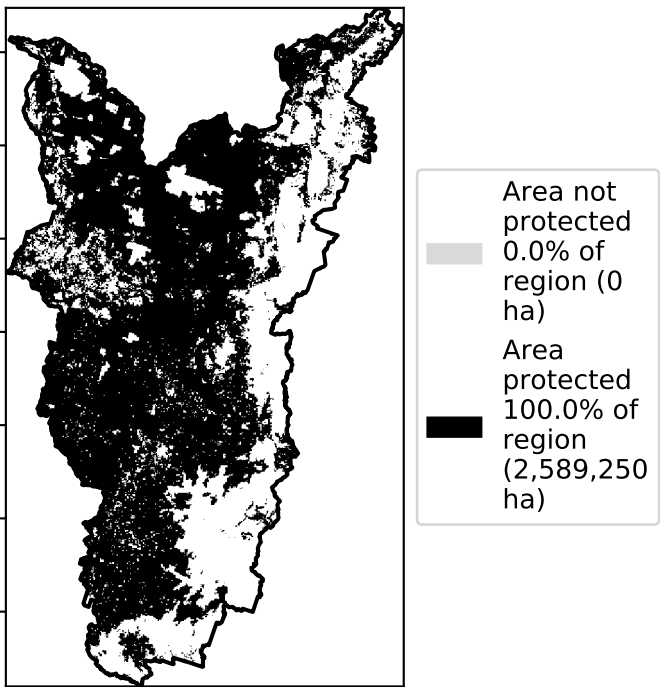 Area not
protected
0.0% of
region (0
ha)
Area
protected
100.0% of
region
(2,589,250
ha)